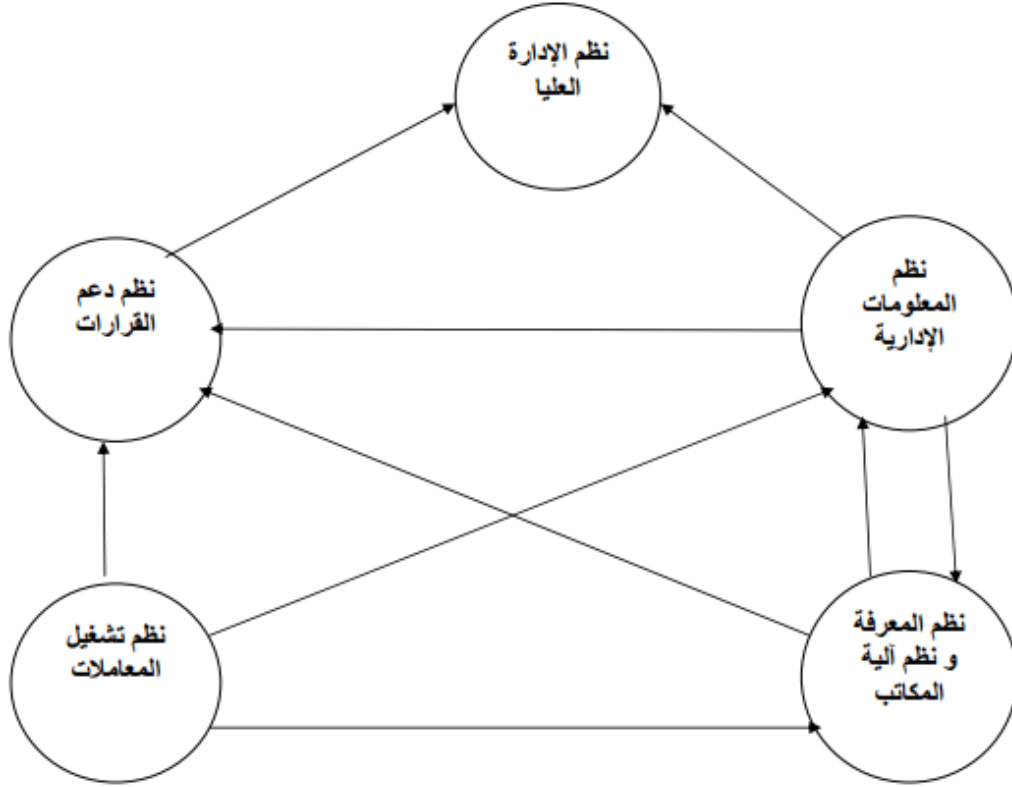 نظم الإدارة
العليا
نظم دعم
القرارات
نظم
المعلومات
الإدارية
نظم تشغيل
المعاملات
نظم المعرفة
و نظم آلية
المكاتب